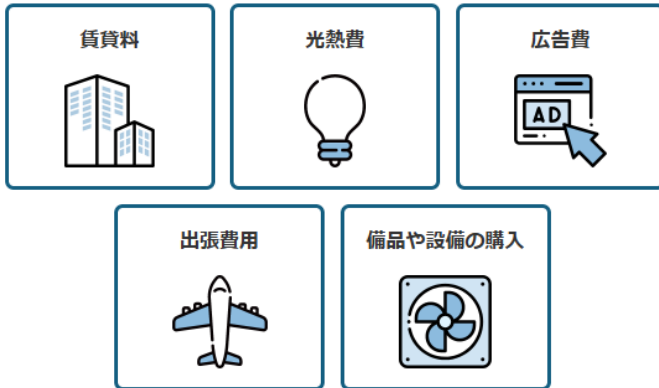 賃貸料
光熱費
広告費
AD
出張費用
備品や設備の購入